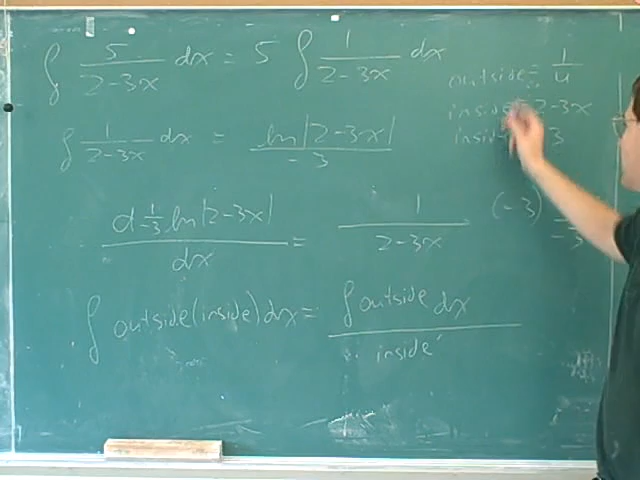 ∫ 5/(2-3x) dx = 5 ∫ 1/(2-3x) dx
outside = 1/u
inside = 2-3x
3
∫ 1/(2-3x) dx = ln|2-3x| / -3
d 1/-3 ln|2-3x| / dx = 1/(2-3x) (-3) 1/-3
∫ outside(inside)dx = ∫ outside dx / inside'